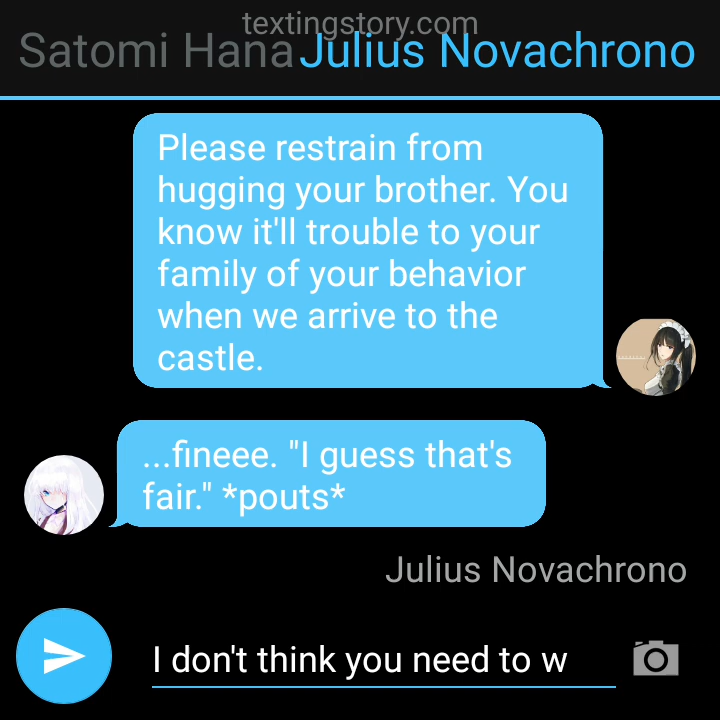 textingstory.com
Satomi Hana Julius Novachrono
Please restrain from
hugging your brother. You
know it'll trouble to your
family of your behavior
when we arrive to the
castle.
...fineee. "I guess that's
fair." *pouts*
Julius Novachrono
I don't think you need to w